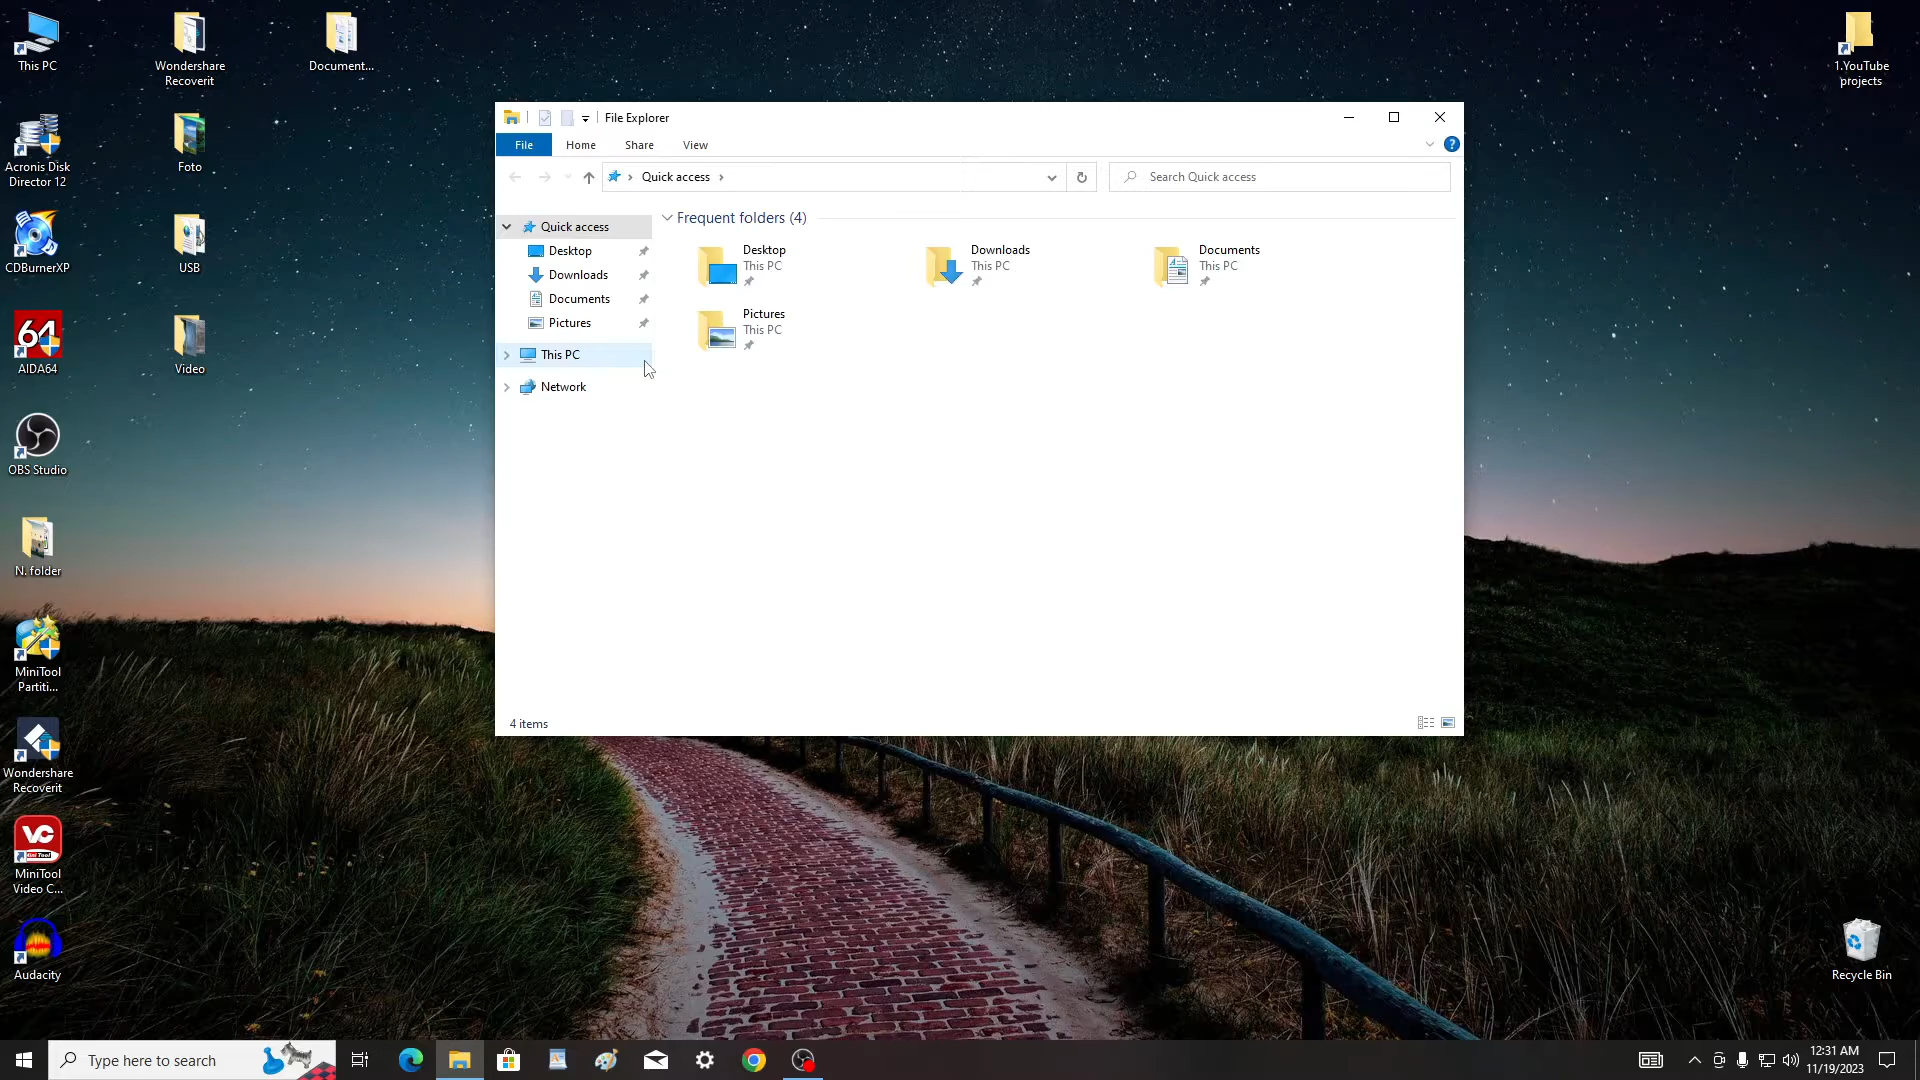 This PC
Wondershare
Recoverit
Document...
1.YouTube
projects
Acronis Disk
Director 12
Foto
CDBurnerXP
USB
64
AIDA64
Video
OBS Studio
N. folder
MiniTool
Partiti...
Wondershare
Recoverit
VC
Mini Tool
MiniTool
Video C...
Audacity
Recycle Bin
File Explorer
File
Home
Share
View
?
Quick access
Search Quick access
Quick access
Desktop
Downloads
Documents
Pictures
This PC
Network
Frequent folders (4)
Desktop
This PC
Downloads
This PC
Documents
This PC
Pictures
This PC
4 items
Type here to search
12:31 AM
11/19/2023